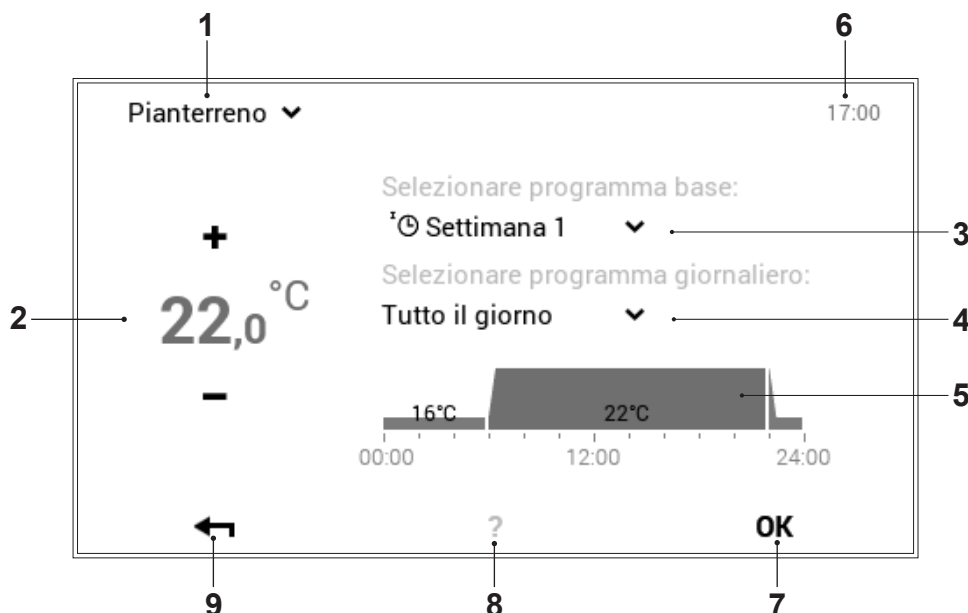 1
6
Pianterreno
17:00
Selezionare programma base:
Settimana 1
3
+
Selezionare programma giornaliero:
2
22,0 °C
Tutto il giorno
4
−
16°C
22°C
5
00:00
12:00
24:00
?
OK
9
8
7